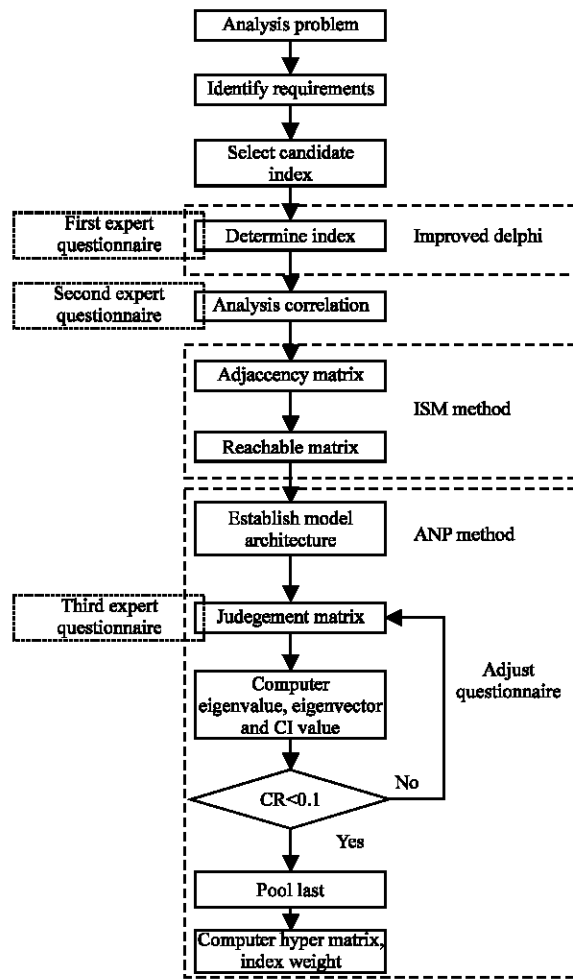 Analysis problem
Identify requirements
Select candidate
index
First expert
questionnaire
Determine index
Improved delphi
Second expert
questionnaire
Analysis correlation
Adjaccency matrix
ISM method
Reachable matrix
Establish model
architecture
ANP method
Third expert
questionnaire
Judegement matrix
Computer
eigenvalue, eigenvector
and CI value
Adjust
questionnaire
No
CR<0.1
Yes
Pool last
Computer hyper matrix,
index weight